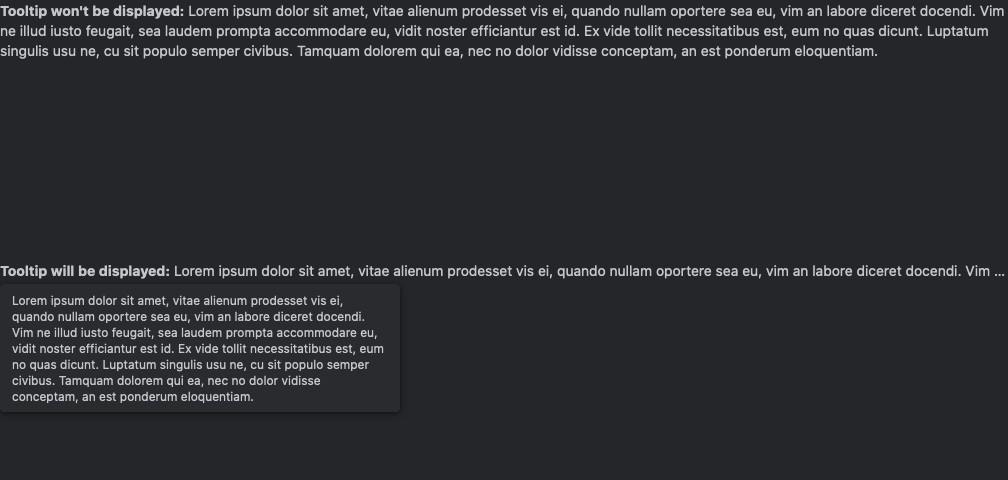 Tooltip won't be displayed: Lorem ipsum dolor sit amet, vitae alienum prodesset vis ei, quando nullam oportere sea eu, vim an labore diceret docendi. Vim
ne illud iusto feugait, sea laudem prompta accommodare eu, vidit noster efficiantur est id. Ex vide tollit necessitatibus est, eum no quas dicunt. Luptatum
singulis usu ne, cu sit populo semper civibus. Tamquam dolorem qui ea, nec no dolor vidisse conceptam, an est ponderum eloquentiam.
Tooltip will be displayed: Lorem ipsum dolor sit amet, vitae alienum prodesset vis ei, quando nullam oportere sea eu, vim an labore diceret docendi. Vim ...
Lorem ipsum dolor sit amet, vitae alienum prodesset vis ei,
quando nullam oportere sea eu, vim an labore diceret docendi.
Vim ne illud iusto feugait, sea laudem prompta accommodare eu,
vidit noster efficiantur est id. Ex vide tollit necessitatibus est, eum
no quas dicunt. Luptatum singulis usu ne, cu sit populo semper
civibus. Tamquam dolorem qui ea, nec no dolor vidisse
conceptam, an est ponderum eloquentiam.